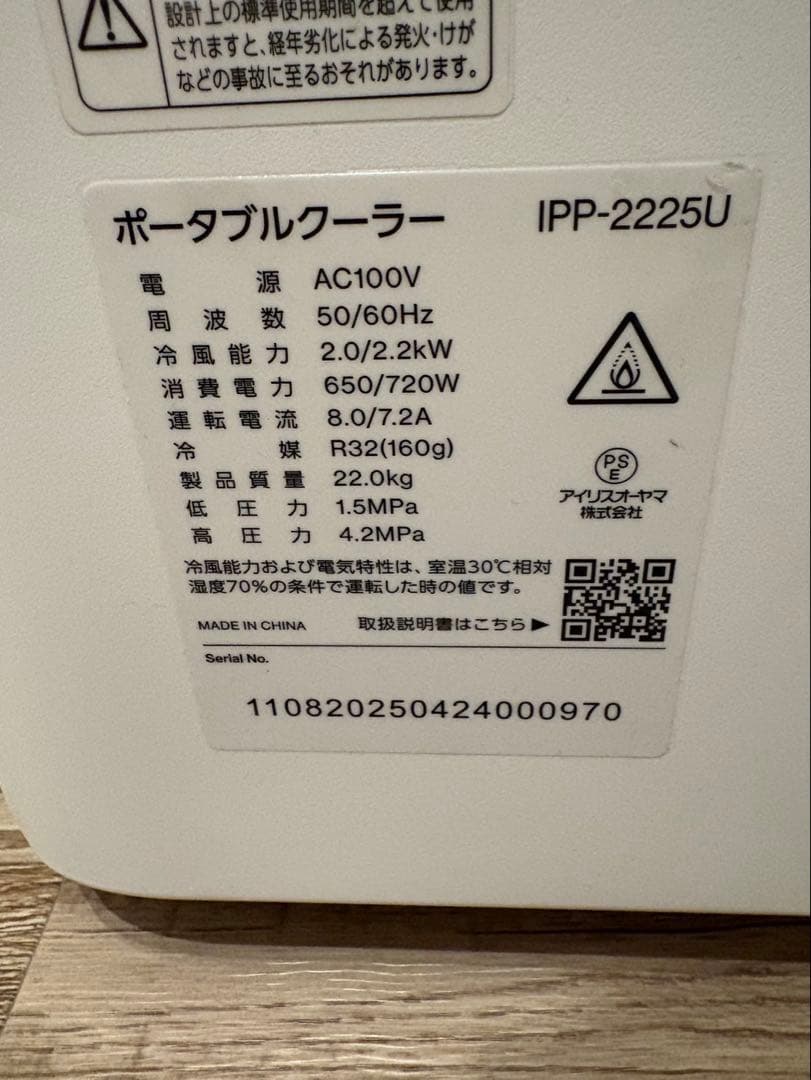 設計上の標準使用期間を超えて使用
されますと、経年劣化による発火・けが
などの事故に至るおそれがあります。
ポータブルクーラー IPP-2225U
電源 AC100V
周波数 50/60Hz
冷風能力 2.0/2.2kW
消費電力 650/720W
運転電流 8.0/7.2A
冷媒 R32(160g)
製品質量 22.0kg
低圧力 1.5MPa
高圧力 4.2MPa
PS
E
アイリスオーヤマ
株式会社
冷風能力および電気特性は、室温30℃相対
湿度70%の条件で運転した時の値です。
MADE IN CHINA 取扱説明書はこちら▶
Serial No.
110820250424000970